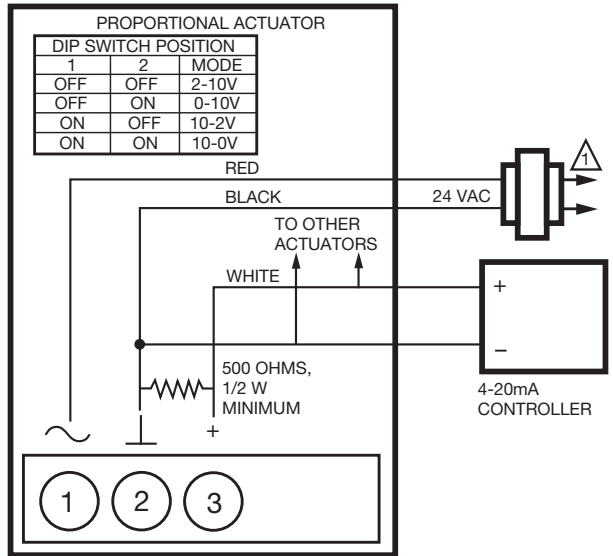 PROPORTIONAL ACTUATOR
DIP SWITCH POSITION
1 2 MODE
OFF OFF 2-10V
OFF ON 0-10V
ON OFF 10-2V
ON ON 10-0V
RED
1
BLACK
24 VAC
TO OTHER
ACTUATORS
WHITE
+
–
500 OHMS,
1/2 W
MINIMUM
4-20mA
CONTROLLER
+
1 2 3